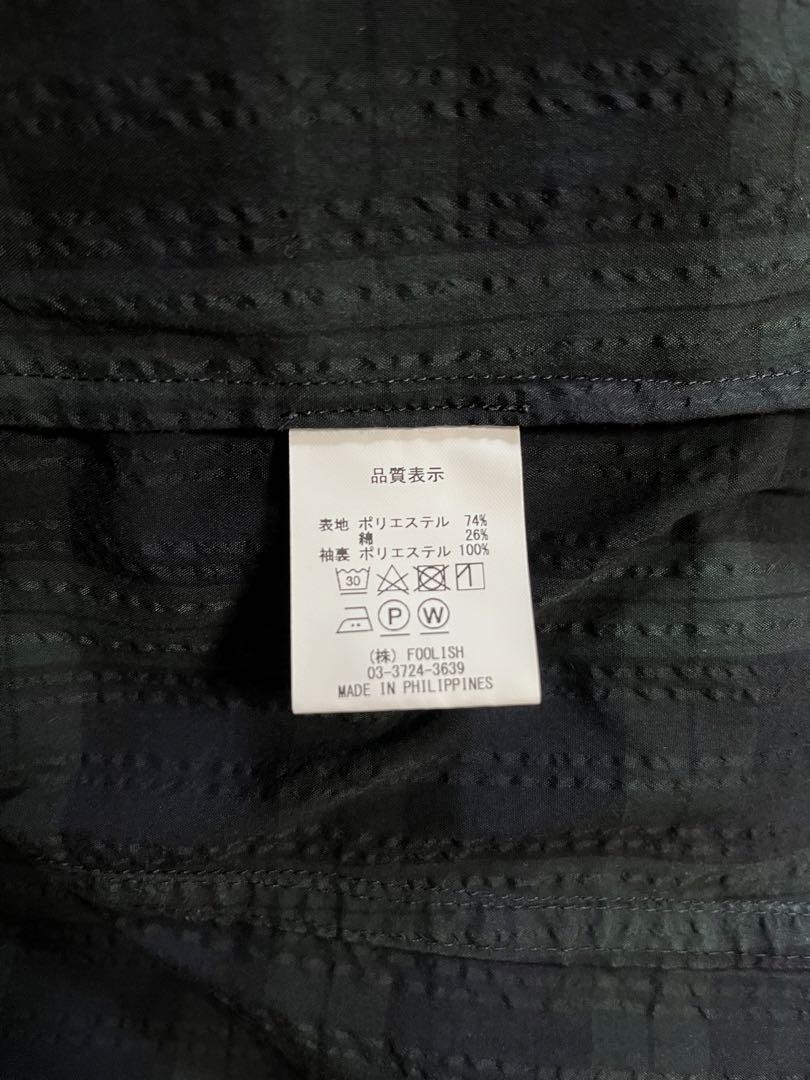 品質表示
表地 ポリエステル 74%
綿 26%
袖裏 ポリエステル 100%
30
P W
(株) FOOLISH
03-3724-3639
MADE IN PHILIPPINES